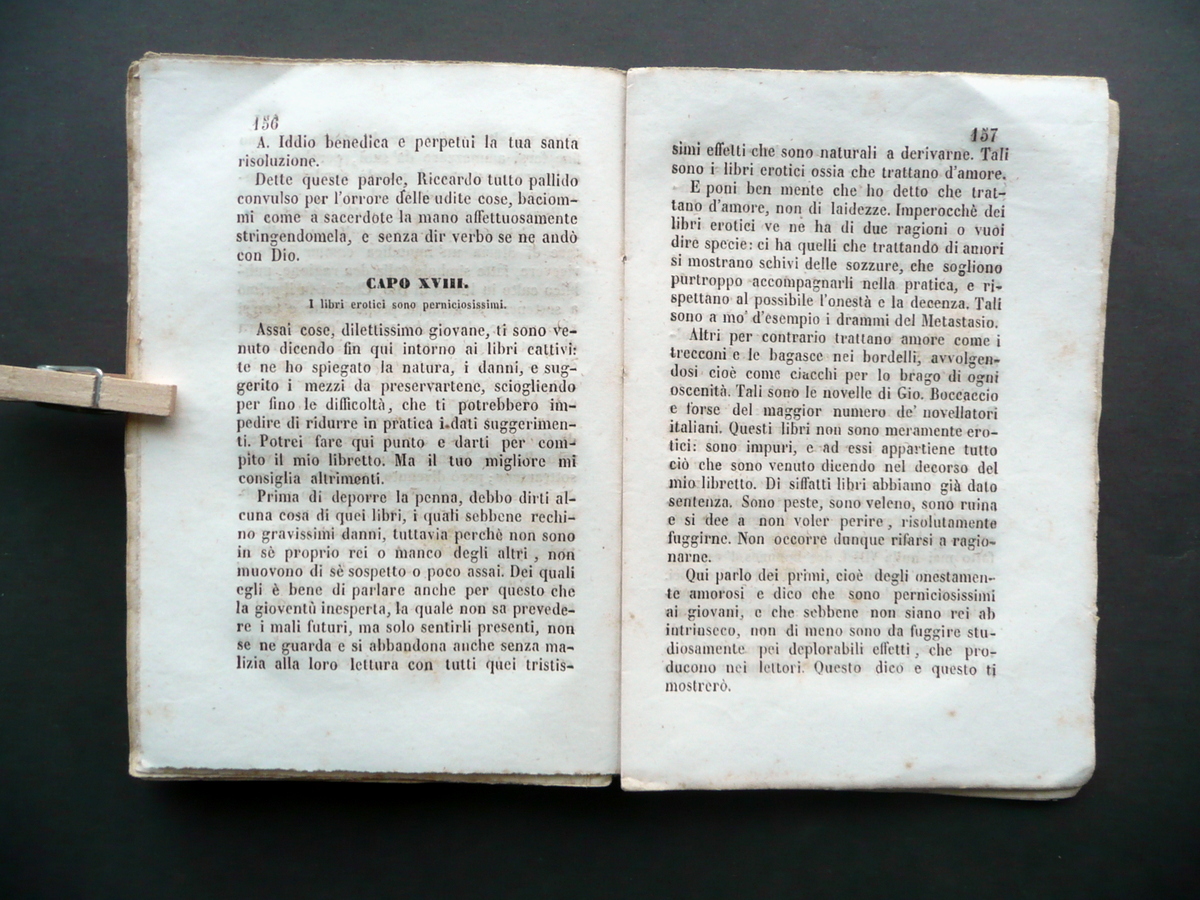 156
A. Iddio benedica e perpetui la tua santa
risoluzione.
Dette queste parole, Riccardo tutto pallido
convulso per l'orrore delle udite cose, baciom-
mi come a sacerdote la mano affettuosamente
stringendomela, e senza dir verbo se ne andò
con Dio.
CAPO XVIII.
I libri erotici sono perniciosissimi.
Assai cose, dilettissimo giovane, ti sono ve-
nuto dicendo fin qui intorno ai libri cattivi:
te ne ho spiegato la natura, i danni, e sug-
gerito i mezzi da preservartene, sciogliendo
per fino le difficoltà, che ti potrebbero im-
pedire di ridurre in pratica i dati suggerimen-
ti. Potrei fare qui punto e darti per com-
pito il mio libretto. Ma il tuo migliore mi
consiglia altrimenti.
Prima di deporre la penna, debbo dirti al-
cuna cosa di quei libri, i quali sebbene rechi-
no gravissimi danni, tuttavia perchè non sono
in sè proprio rei o manco degli altri, non
muovono di sè sospetto o poco assai. Dei quali
egli è bene di parlare anche per questo che
la gioventù inesperta, la quale non sa prevede-
re i mali futuri, ma solo sentirli presenti, non
se ne guarda e si abbandona anche senza ma-
lizia alla loro lettura con tutti quei tristis-
157
simi effetti che sono naturali a derivarne. Tali
sono i libri erotici ossia che trattano d'amore.
E poni ben mente che ho detto che trat-
tano d'amore, non di laidezze. Imperocchè dei
libri erotici ve ne ha di due ragioni o vuoi
dire specie: ci ha quelli che trattando di amori
si mostrano schivi delle sozzure, che sogliono
purtroppo accompagnarli nella pratica, e ri-
spettano al possibile l'onestà e la decenza. Tali
sono a mo' d'esempio i drammi del Metastasio.
Altri per contrario trattano amore come i
trecconi e le bagasce nei bordelli, avvolgen-
dosi cioè come ciacchi per lo brago di ogni
oscenità. Tali sono le novelle di Gio. Boccaccio
e forse del maggior numero de' novellatori
italiani. Questi libri non sono meramente ero-
tici: sono impuri, e ad essi appartiene tutto
ciò che sono venuto dicendo nel decorso del
mio libretto. Di siffatti libri abbiamo già dato
sentenza. Sono peste, sono veleno, sono ruina
e si dee a non voler perire, risolutamente
fuggirne. Non occorre dunque rifarsi a ragio-
narne.
Qui parlo dei primi, cioè degli onestamen-
te amorosi e dico che sono perniciosissimi
ai giovani, e che sebbene non siano rei ab
intrinseco, non di meno sono da fuggire stu-
diosamente pei deplorabili effetti, che pro-
ducono nei lettori. Questo dico e questo ti
mostrerò.